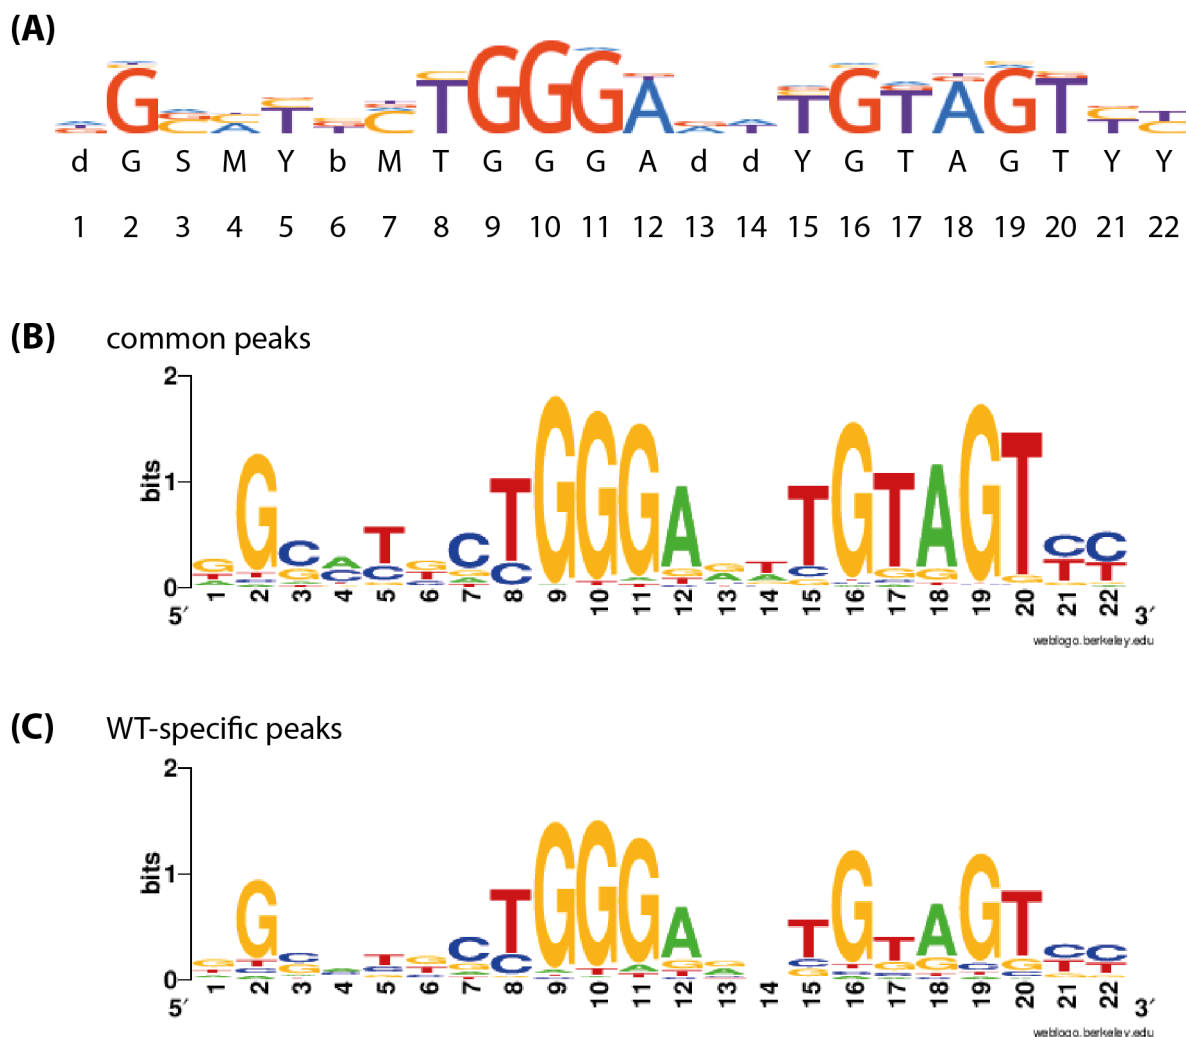 (A)
d G S M Y b M T G G G A d d Y G T A G T Y Y
1 2 3 4 5 6 7 8 9 10 11 12 13 14 15 16 17 18 19 20 21 22
(B) common peaks
2
bits
1
0
5′ 1 2 3 4 5 6 7 8 9 10 11 12 13 14 15 16 17 18 19 20 21 22 3′
weblogo.berkeley.edu
(C) WT-specific peaks
2
bits
1
0
5′ 1 2 3 4 5 6 7 8 9 10 11 12 13 14 15 16 17 18 19 20 21 22 3′
weblogo.berkeley.edu